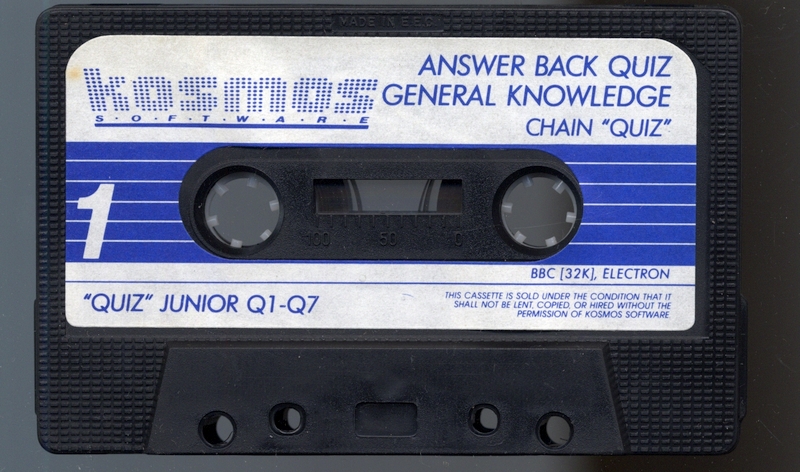 MADE IN E.E.C.
kosmos
S•O•F•T•W•A•R•E
ANSWER BACK QUIZ
GENERAL KNOWLEDGE
CHAIN "QUIZ"
1
100 50 0
BBC [32K], ELECTRON
"QUIZ" JUNIOR Q1-Q7
THIS CASSETTE IS SOLD UNDER THE CONDITION THAT IT
SHALL NOT BE LENT, COPIED, OR HIRED WITHOUT THE
PERMISSION OF KOSMOS SOFTWARE.